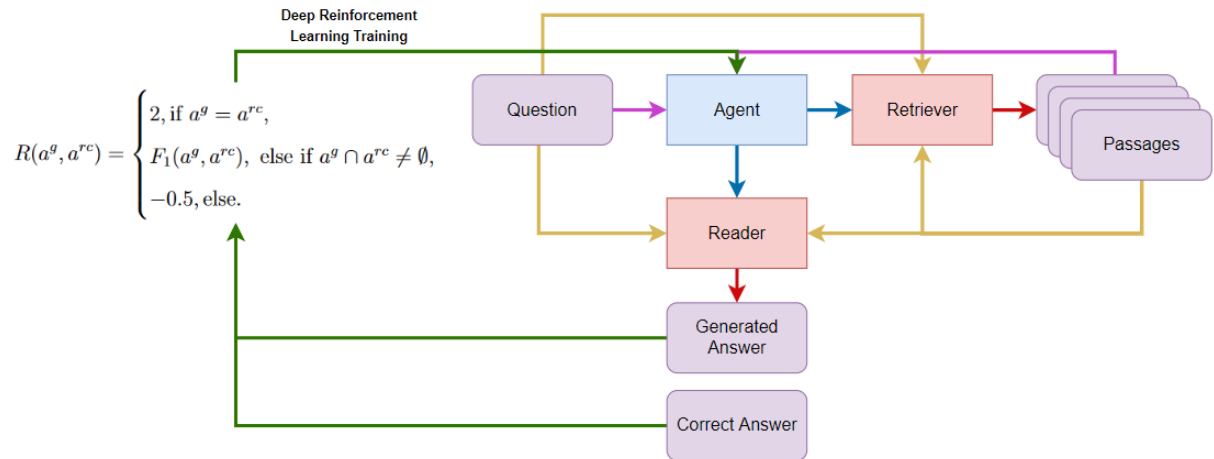 Deep Reinforcement
Learning Training
Question
Agent
Retriever
Passages
R(a^g, a^{rc}) = { 2, if a^g = a^{rc},
F_1(a^g, a^{rc}), else if a^g ∩ a^{rc} ≠ ∅,
−0.5, else.
Reader
Generated
Answer
Correct Answer